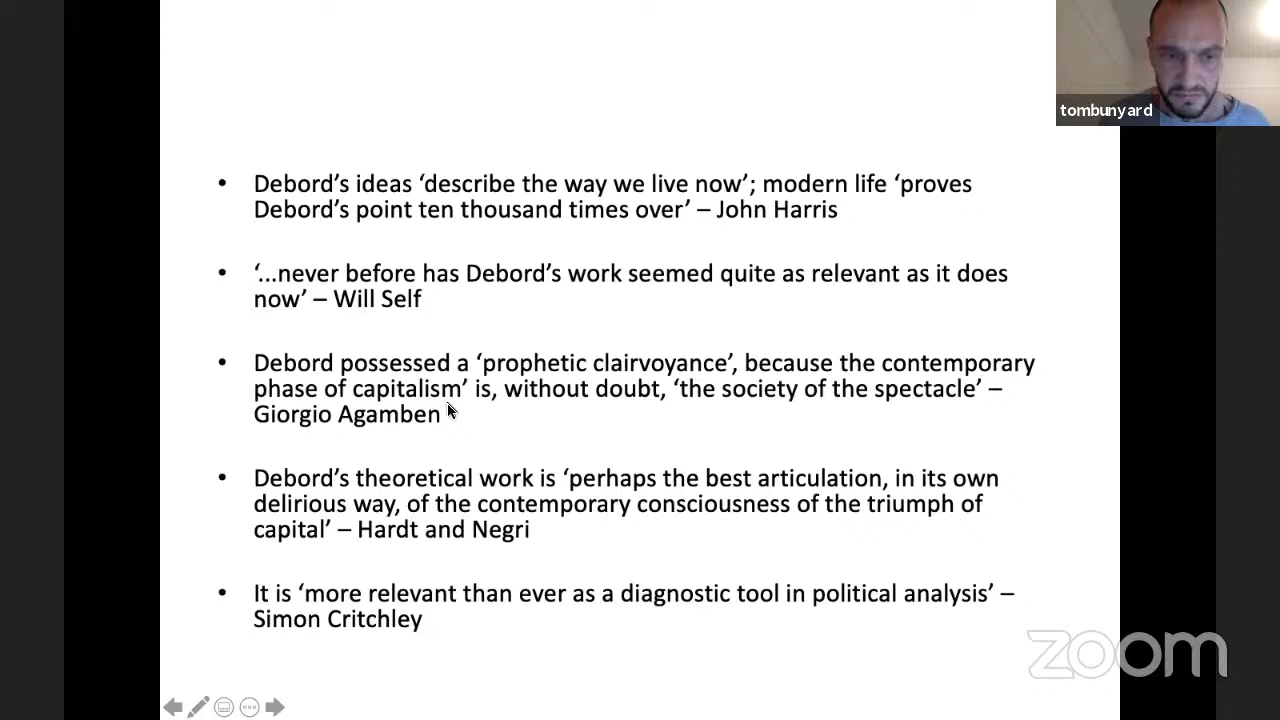 tombunyard
• Debord’s ideas ‘describe the way we live now’; modern life ‘proves
Debord’s point ten thousand times over’ – John Harris
• ‘...never before has Debord’s work seemed quite as relevant as it does
now’ – Will Self
• Debord possessed a ‘prophetic clairvoyance’, because the contemporary
phase of capitalism’ is, without doubt, ‘the society of the spectacle’ –
Giorgio Agamben
• Debord’s theoretical work is ‘perhaps the best articulation, in its own
delirious way, of the contemporary consciousness of the triumph of
capital’ – Hardt and Negri
• It is ‘more relevant than ever as a diagnostic tool in political analysis’ –
Simon Critchley
zoom